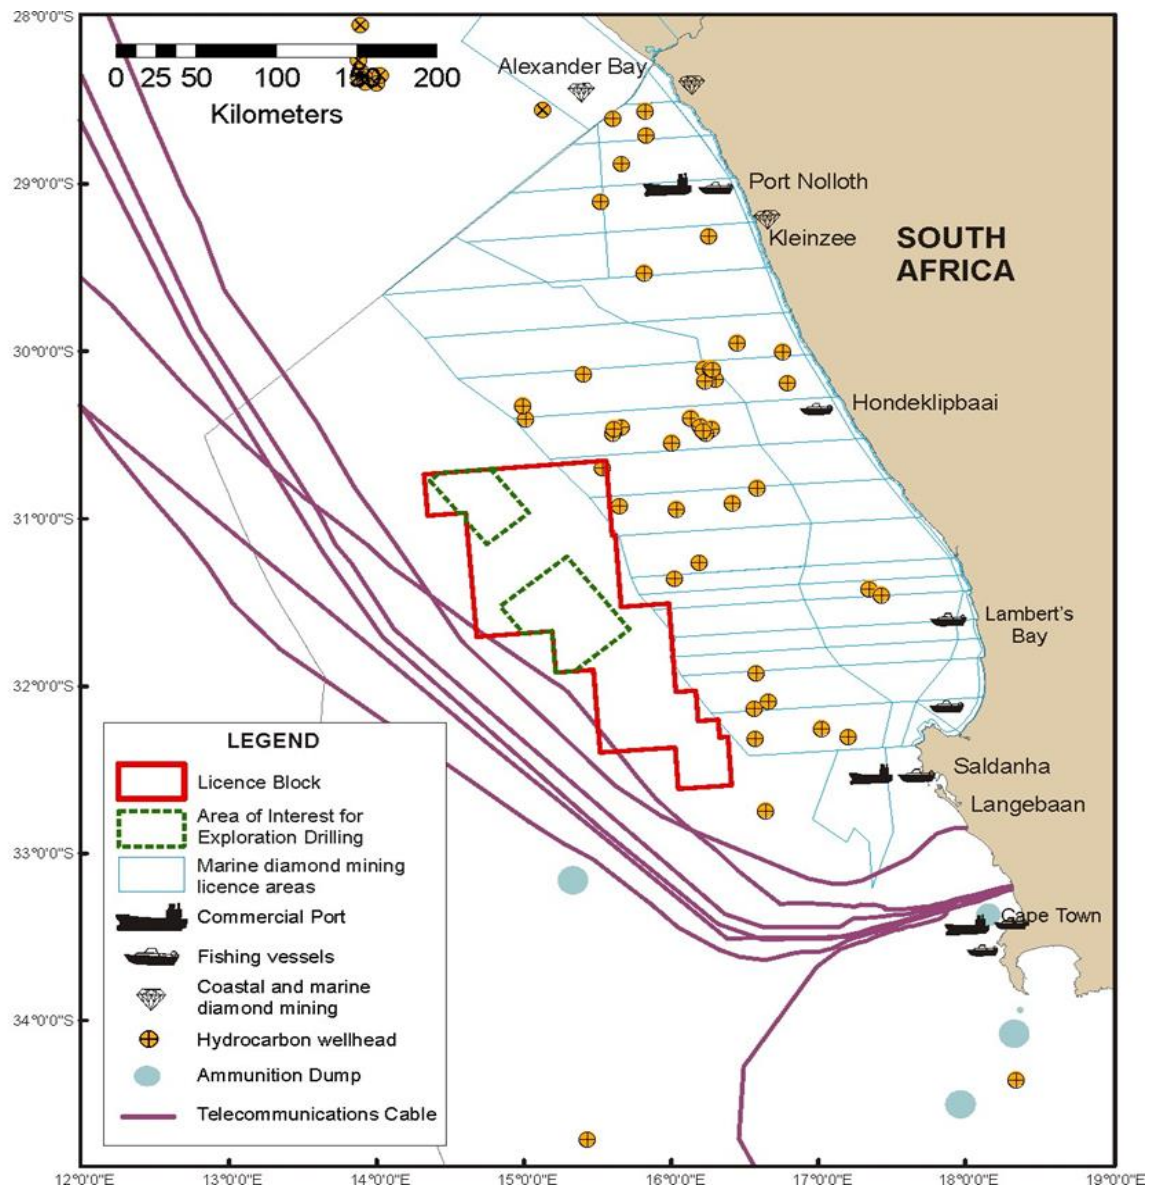 28°0'0"S
0 25 50 100 150 200
Kilometers
Alexander Bay
29°0'0"S
Port Nolloth
Kleinzee
SOUTH
AFRICA
30°0'0"S
Hondeklipbaai
31°0'0"S
Lambert's
Bay
32°0'0"S
LEGEND
Licence Block
Area of Interest for
Exploration Drilling
Marine diamond mining
licence areas
Commercial Port
Fishing vessels
Coastal and marine
diamond mining
Hydrocarbon wellhead
Ammunition Dump
Telecommunications Cable
Saldanha
Langebaan
33°0'0"S
Cape Town
34°0'0"S
12°0'0"E 13°0'0"E 14°0'0"E 15°0'0"E 16°0'0"E 17°0'0"E 18°0'0"E 19°0'0"E